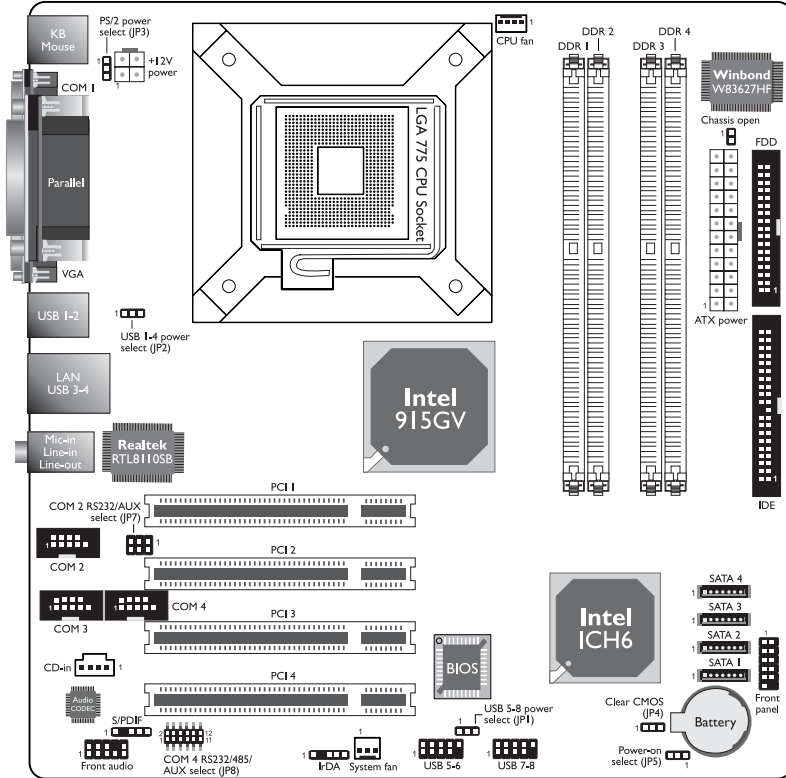 PS/2 power
select (JP3)
KB
Mouse
1
+12V
power
1
COM 1
Parallel
VGA
USB 1-2
1
USB 1-4 power
select (JP2)
LAN
USB 3-4
Mic-in
Line-in
Line-out
Realtek
RTL8110SB
1
CPU fan
LGA 775 CPU Socket
DDR 1
DDR 2
DDR 3
DDR 4
Winbond
W83627HF
Chassis open
1
FDD
1
1
ATX power
Intel
915GV
1
IDE
PCI 1
COM 2 RS232/AUX
select (JP7)
1
1
COM 2
PCI 2
1
COM 3
1
COM 4
PCI 3
CD-in
1
PCI 4
Audio
CODEC
S/PDIF
1
1
Front audio
2
1
12
11
COM 4 RS232/485/
AUX select (JP8)
1
IrDA
1
System fan
BIOS
USB 5-8 power
select (JP1)
1
1
USB 5-6
1
USB 7-8
Intel
ICH6
SATA 4
1
SATA 3
1
SATA 2
1
SATA 1
1
1
Front
panel
Clear CMOS
(JP4)
1
Battery
Power-on
select (JP5)
1